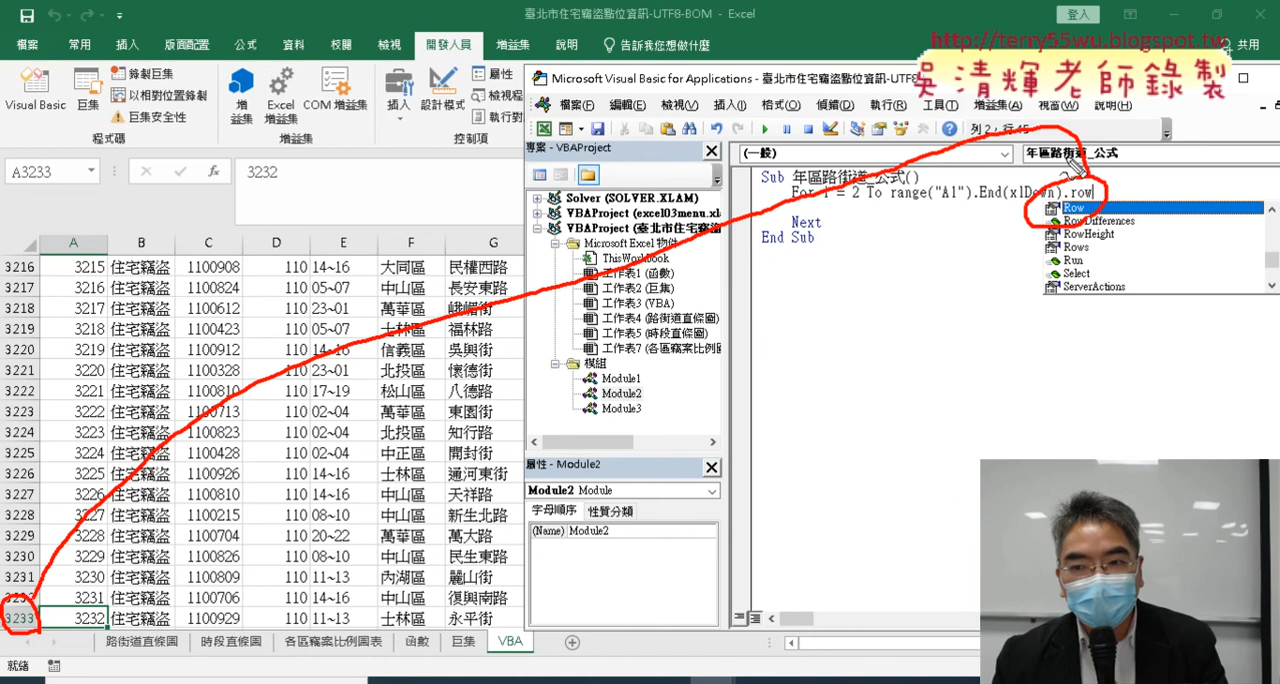 臺北市住宅竊盜點位資訊-UTF8-BOM - Excel
登入
檔案 常用 插入 版面配置 公式 資料 校閱 檢視 開發人員 增益集 說明 告訴我您想做什麼 共用
http://terry55wu.blogspot.tw
吳清輝老師錄製
Visual Basic 巨集 錄製巨集 以相對位置錄製 巨集安全性
程式碼
增益集 Excel 增益集 COM 增益集
增益集
插入 設計模式 屬性 檢視程 執行對
控制項
Microsoft Visual Basic for Applications - 臺北市住宅竊盜點位資訊-UTF8
檔案(F) 編輯(E) 檢視(V) 插入(I) 格式(O) 偵錯(D) 執行(R) 工具(T) 增益集(A) 視窗(W) 說明(H)
列 2，行 45
A3233 fx 3232
專案 - VBAProject
Solver (SOLVER.XLAM)
VBAProject (excel03menu.xl
VBAProject (臺北市住宅竊盜
Microsoft Excel 物件
ThisWorkbook
工作表1 (函數)
工作表2 (巨集)
工作表3 (VBA)
工作表4 (路街道直條圖)
工作表5 (時段直條圖)
工作表7 (各區竊案比例圖
模組
Module1
Module2
Module3
屬性 - Module2
Module2 Module
字母順序 性質分類
(Name) Module2
(一般) 年區路街道_公式
Sub 年區路街道_公式()
For i = 2 To range("A1").End(xlDown).row
Next
End Sub
Row
RowDifferences
RowHeight
Rows
Run
Select
ServerActions
A B C D E F G
3216 3215 住宅竊盜 1100908 110 14~16 大同區 民權西路
3217 3216 住宅竊盜 1100824 110 05~07 中山區 長安東路
3218 3217 住宅竊盜 1100612 110 23~01 萬華區 峨嵋街
3219 3218 住宅竊盜 1100423 110 05~07 士林區 福林路
3220 3219 住宅竊盜 1100912 110 14~16 信義區 吳興街
3221 3220 住宅竊盜 1100328 110 23~01 北投區 懷德街
3222 3221 住宅竊盜 1100810 110 17~19 松山區 八德路
3223 3222 住宅竊盜 1100713 110 02~04 萬華區 東園街
3224 3223 住宅竊盜 1100823 110 02~04 北投區 知行路
3225 3224 住宅竊盜 1100428 110 02~04 中正區 開封街
3226 3225 住宅竊盜 1100926 110 14~16 士林區 通河東街
3227 3226 住宅竊盜 1100810 110 14~16 中山區 天祥路
3228 3227 住宅竊盜 1100215 110 08~10 中山區 新生北路
3229 3228 住宅竊盜 1100704 110 20~22 萬華區 萬大路
3230 3229 住宅竊盜 1100826 110 08~10 中山區 民生東路
3231 3230 住宅竊盜 1100809 110 11~13 內湖區 麗山街
3232 3231 住宅竊盜 1100706 110 14~16 中山區 復興南路
3233 3232 住宅竊盜 1100929 110 11~13 士林區 永平街
路街道直條圖 時段直條圖 各區竊案比例圖表 函數 巨集 VBA
就緒